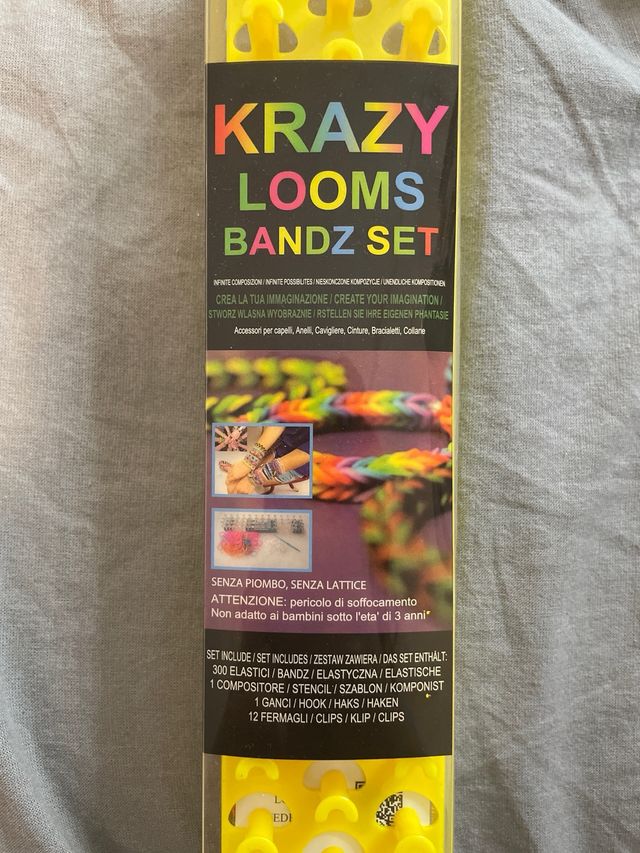 KRAZY
LOOMS
BANDZ SET
INFINITE COMPOSIZIONI / INFINITE POSSIBILITES / NIESKONCZONE KOMPOZYCJE / UNENDLICHE KOMPOSITIONEN
CREA LA TUA IMMAGINAZIONE / CREATE YOUR IMAGINATION /
STWORZ WLASNA WYOBRAZNIE / RSTELLEN SIE IHRE EIGENEN PHANTASIE
Accessori per capelli, Anelli, Cavigliere, Cinture, Bracialetti, Collane
SENZA PIOMBO, SENZA LATTICE
ATTENZIONE: pericolo di soffocamento
Non adatto ai bambini sotto l'eta' di 3 anni
SET INCLUDE / SET INCLUDES / ZESTAW ZAWIERA / DAS SET ENTHÄLT:
300 ELASTICI / BANDZ / ELASTYCZNA / ELASTISCHE
1 COMPOSITORE / STENCIL / SZABLON / KOMPONIST
1 GANCI / HOOK / HAKS / HAKEN
12 FERMAGLI / CLIPS / KLIP / CLIPS